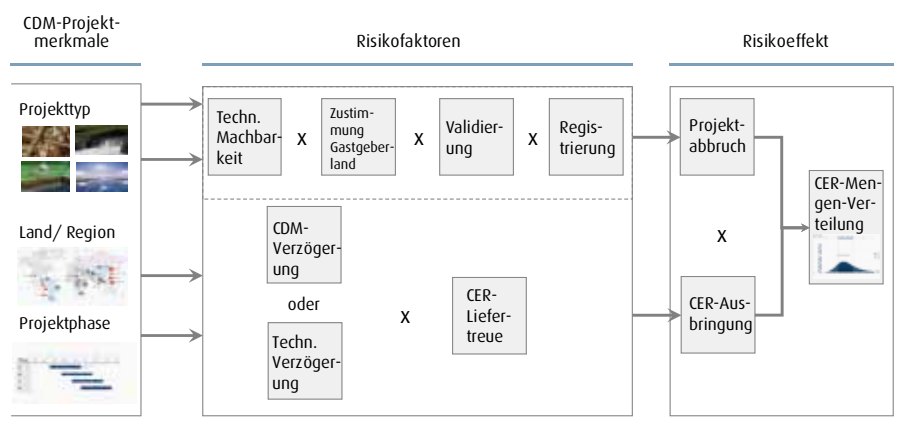 CDM-Projekt-
merkmale
Risikofaktoren
Risikoeffekt
Projekttyp
Land/ Region
Projektphase
Techn.
Machbar-
keit
X
Zustim-
mung
Gastgeber-
land
X
Validier-
ung
X
Regis-
trierung
CDM-
Verzöger-
ung
oder
Techn.
Verzöger-
ung
X
CER-
Liefer-
treue
Projekt-
abbruch
X
CER-Aus-
bringung
CER-Men-
gen-Ver-
teilung